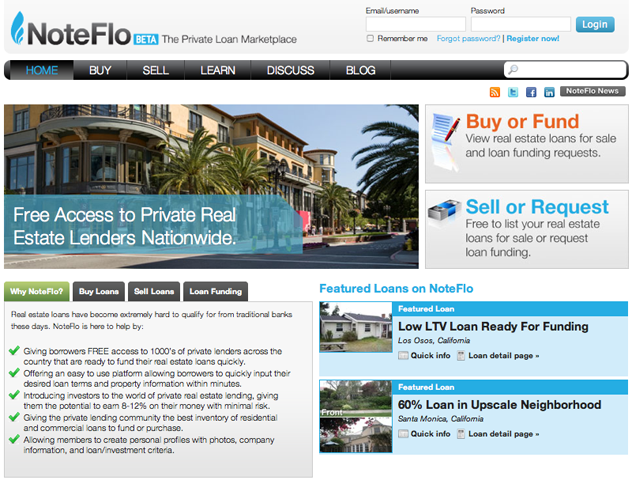 NoteFlo BETA The Private Loan Marketplace
Email/username
Password
Login
Remember me
Forgot password? | Register now!
HOME
BUY
SELL
LEARN
DISCUSS
BLOG
NoteFlo News
Free Access to Private Real
Estate Lenders Nationwide.
Buy or Fund
View real estate loans for sale
and loan funding requests.
Sell or Request
Free to list your real estate
loans for sale or request
loan funding.
Why NoteFlo?
Buy Loans
Sell Loans
Loan Funding
Real estate loans have become extremely hard to qualify for from traditional banks
these days. NoteFlo is here to help by:
Giving borrowers FREE access to 1000's of private lenders across the
country that are ready to fund their real estate loans quickly.
Offering an easy to use platform allowing borrowers to quickly input their
desired loan terms and property information within minutes.
Introducing investors to the world of private real estate lending, giving
them the potential to earn 8-12% on their money with minimal risk.
Giving the private lending community the best inventory of residential
and commercial loans to fund or purchase.
Allowing members to create personal profiles with photos, company
information, and loan/investment criteria.
Featured Loans on NoteFlo
Featured Loan
Low LTV Loan Ready For Funding
Los Osos, California
Quick info
Loan detail page »
Featured Loan
60% Loan in Upscale Neighborhood
Santa Monica, California
Quick info
Loan detail page »
Front